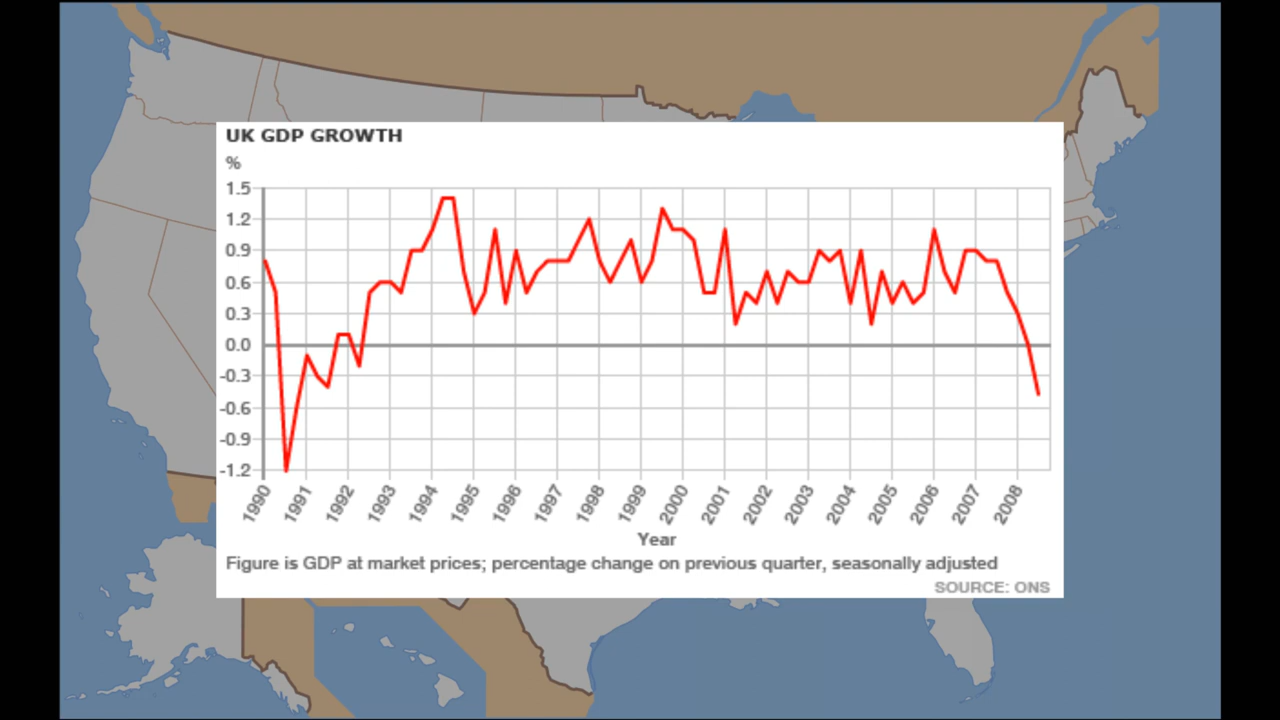 UK GDP GROWTH
%
1.5
1.2
0.9
0.6
0.3
0.0
-0.3
-0.6
-0.9
-1.2
1990 1991 1992 1993 1994 1995 1996 1997 1998 1999 2000 2001 2002 2003 2004 2005 2006 2007 2008
Year
Figure is GDP at market prices; percentage change on previous quarter, seasonally adjusted
SOURCE: ONS